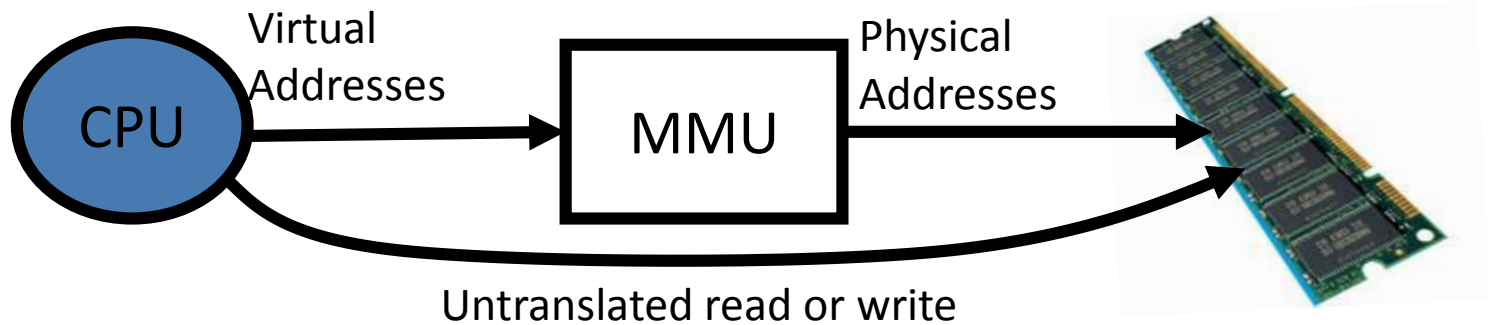 Virtual
Addresses
Physical
Addresses
CPU
MMU
Untranslated read or write